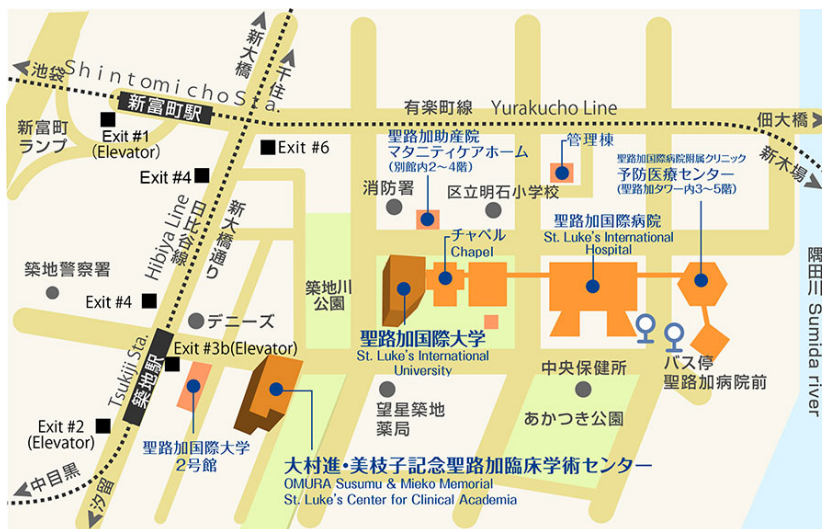 新大橋
千住
池袋
Shintomicho Sta.
新富町駅
有楽町線 Yurakucho Line
佃大橋
新木場
新富町
ランプ
Exit #1
(Elevator)
Exit #6
Exit #4
聖路加助産院
マタニティケアホーム
(別館内2～4階)
管理棟
聖路加国際病院附属クリニック
予防医療センター
(聖路加タワー内3～5階)
消防署
区立明石小学校
Hibiya Line
日比谷線
新大橋通り
チャペル
Chapel
聖路加国際病院
St. Luke's International
Hospital
築地警察署
Exit #4
築地川
公園
隅田川 Sumida river
デニーズ
聖路加国際大学
St. Luke's International
University
Tsukiji Sta.
築地駅
Exit #3b(Elevator)
中央保健所
バス停
聖路加病院前
望星築地
薬局
あかつき公園
Exit #2
(Elevator)
聖路加国際大学
2号館
大村進・美枝子記念聖路加臨床学術センター
OMURA Susumu & Mieko Memorial
St. Luke's Center for Clinical Academia
中目黒
汐留